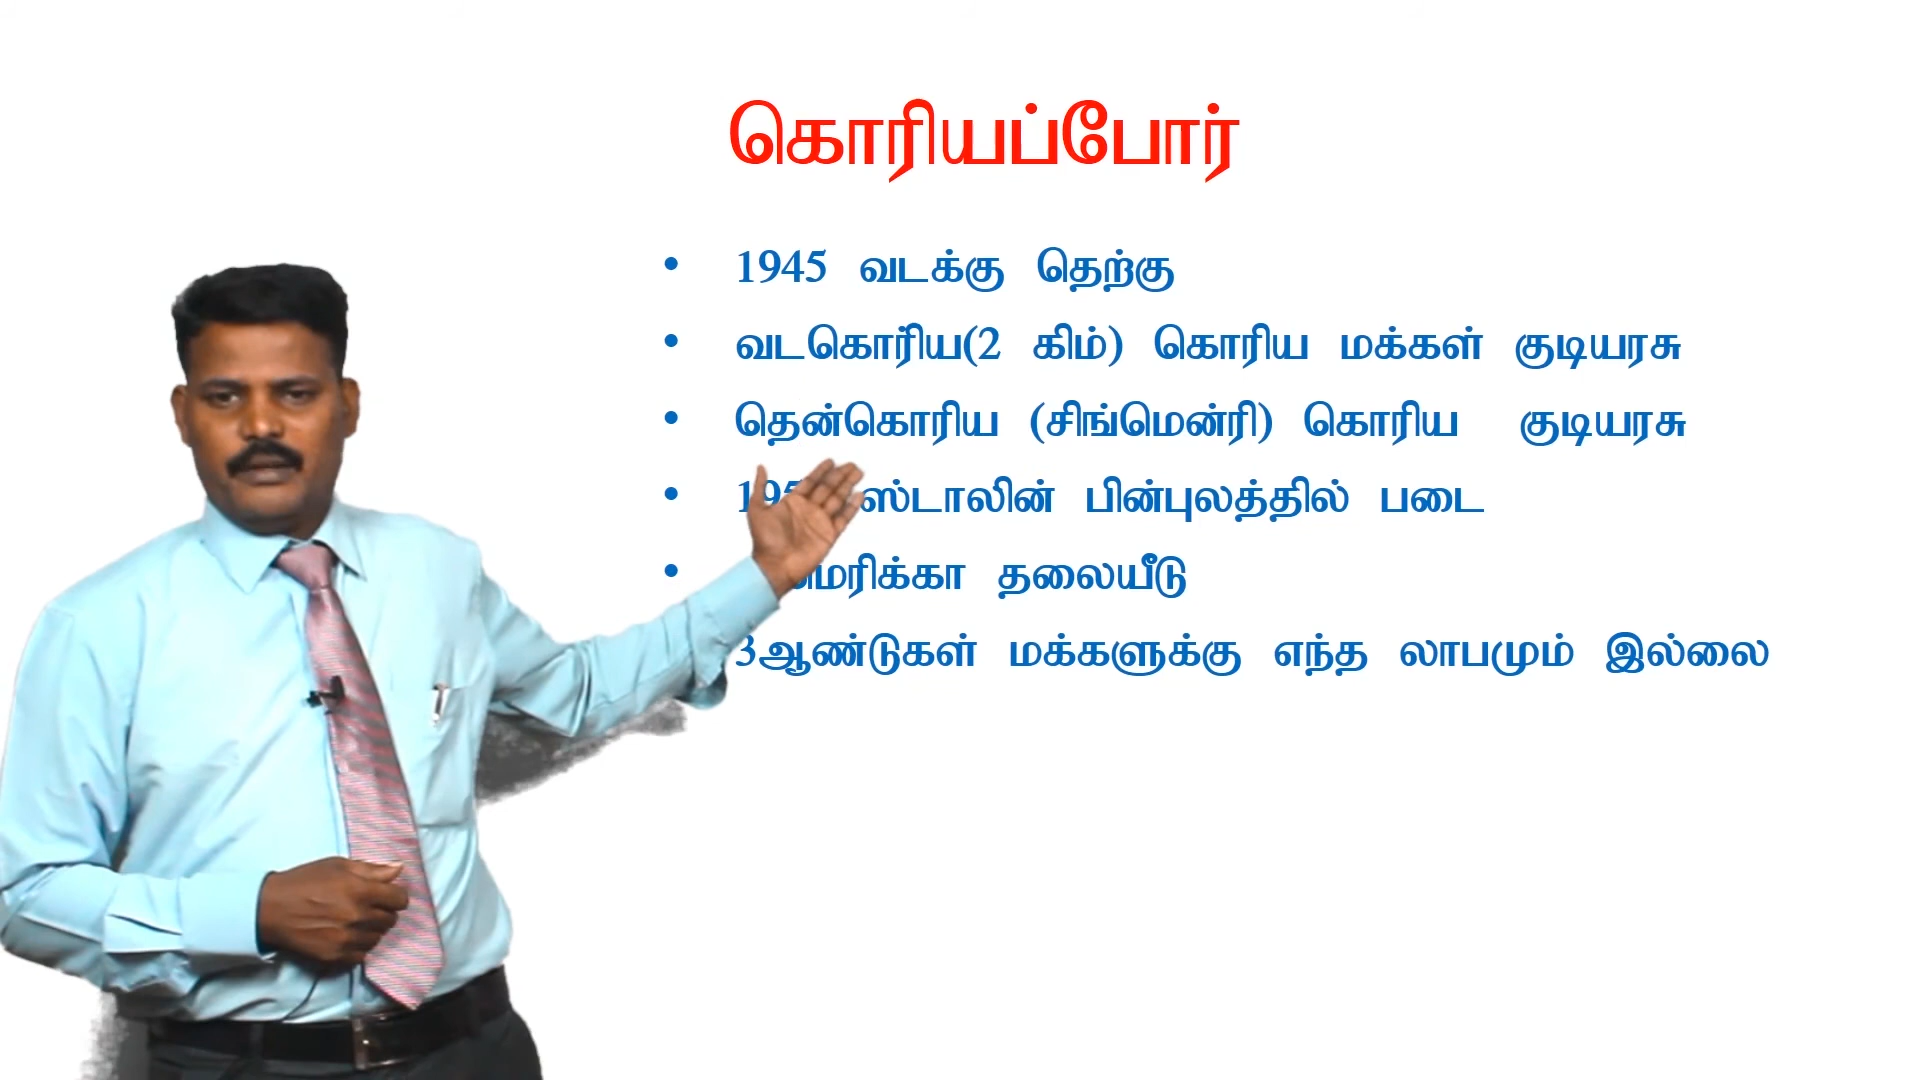 கொரியப்போர்
• 1945 வடக்கு தெற்கு
• வடகொரிய(2 கிம்) கொரிய மக்கள் குடியரசு
• தென்கொரிய (சிங்மென்ரி) கொரிய குடியரசு
• ஸ்டாலின் பின்புலத்தில் படை
• தலையீடு
3ஆண்டுகள் மக்களுக்கு எந்த லாபமும் இல்லை